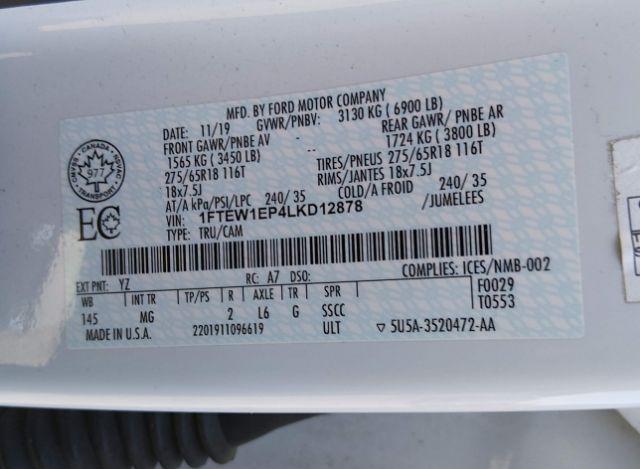 MFD. BY FORD MOTOR COMPANY
DATE: 11/19 GVWR/PNBV: 3130 KG ( 6900 LB)
FRONT GAWR/PNBE AV REAR GAWR/ PNBE AR
1565 KG ( 3450 LB) 1724 KG ( 3800 LB)
275/65R18 116T TIRES/PNEUS 275/65R18 116T
18x7.5J RIMS/JANTES 18x7.5J
AT/A kPa/PSI/LPC 240/ 35 COLD/A FROID 240/ 35
VIN: 1FTEW1EP4LKD12878 /JUMELEES
TYPE: TRU/CAM
CANADA
TRANSPORT
977
EC
EXT PNT: YZ RC: A7 DSO: COMPLIES: ICES/NMB-002
WB INT TR TP/PS R AXLE TR SPR F0029
145 MG 2 L6 G SSCC T0553
MADE IN U.S.A. 2201911096619 ULT ▽ 5U5A-3520472-AA